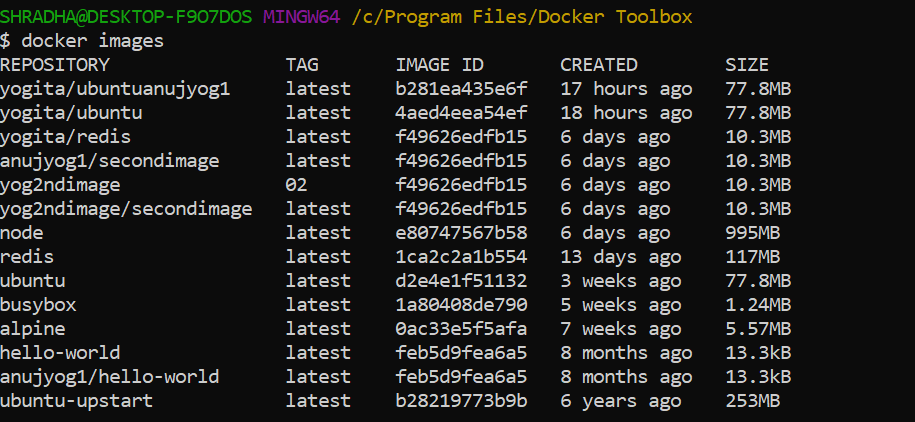 SHRADHA@DESKTOP-F9O7DOS MINGW64 /c/Program Files/Docker Toolbox
$ docker images
REPOSITORY TAG IMAGE ID CREATED SIZE
yogita/ubuntuanujyog1 latest b281ea435e6f 17 hours ago 77.8MB
yogita/ubuntu latest 4aed4eea54ef 18 hours ago 77.8MB
yogita/redis latest f49626edfb15 6 days ago 10.3MB
anujyog1/secondimage latest f49626edfb15 6 days ago 10.3MB
yog2ndimage 02 f49626edfb15 6 days ago 10.3MB
yog2ndimage/secondimage latest f49626edfb15 6 days ago 10.3MB
node latest e80747567b58 6 days ago 995MB
redis latest 1ca2c2a1b554 13 days ago 117MB
ubuntu latest d2e4e1f51132 3 weeks ago 77.8MB
busybox latest 1a80408de790 5 weeks ago 1.24MB
alpine latest 0ac33e5f5afa 7 weeks ago 5.57MB
hello-world latest feb5d9fea6a5 8 months ago 13.3kB
anujyog1/hello-world latest feb5d9fea6a5 8 months ago 13.3kB
ubuntu-upstart latest b28219773b9b 6 years ago 253MB